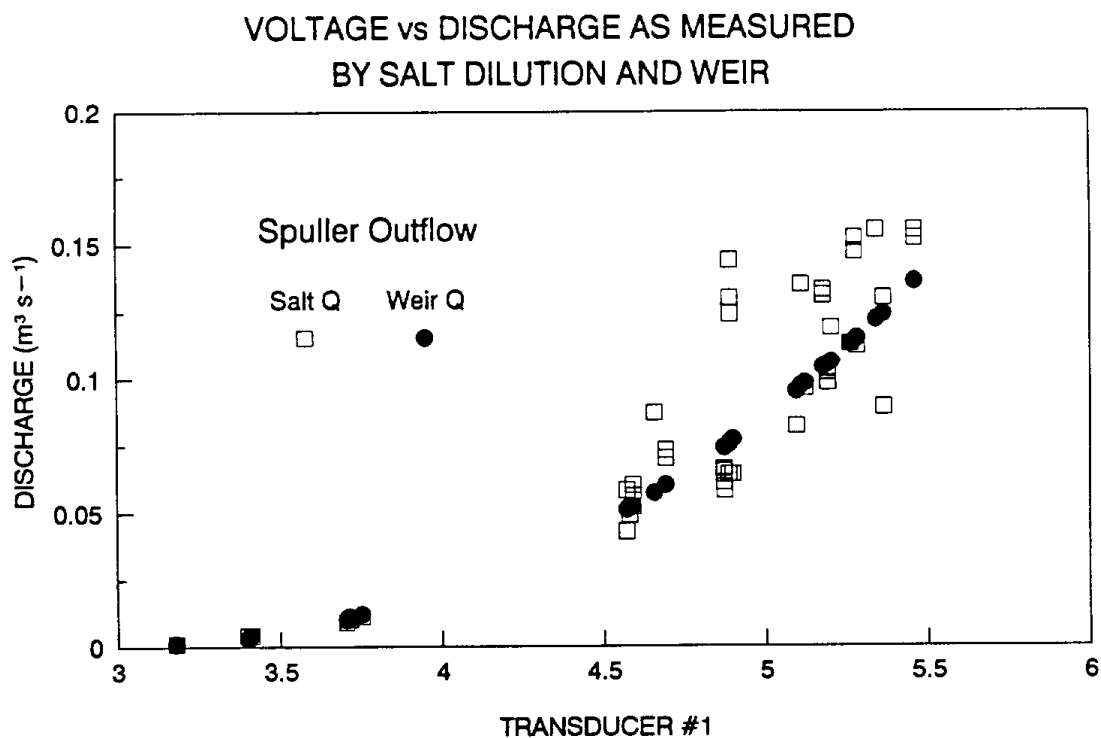 VOLTAGE vs DISCHARGE AS MEASURED
BY SALT DILUTION AND WEIR
0.2
0.15
0.1
0.05
0
DISCHARGE (m³ s−¹)
Spuller Outflow
Salt Q Weir Q
3 3.5 4 4.5 5 5.5 6
TRANSDUCER #1